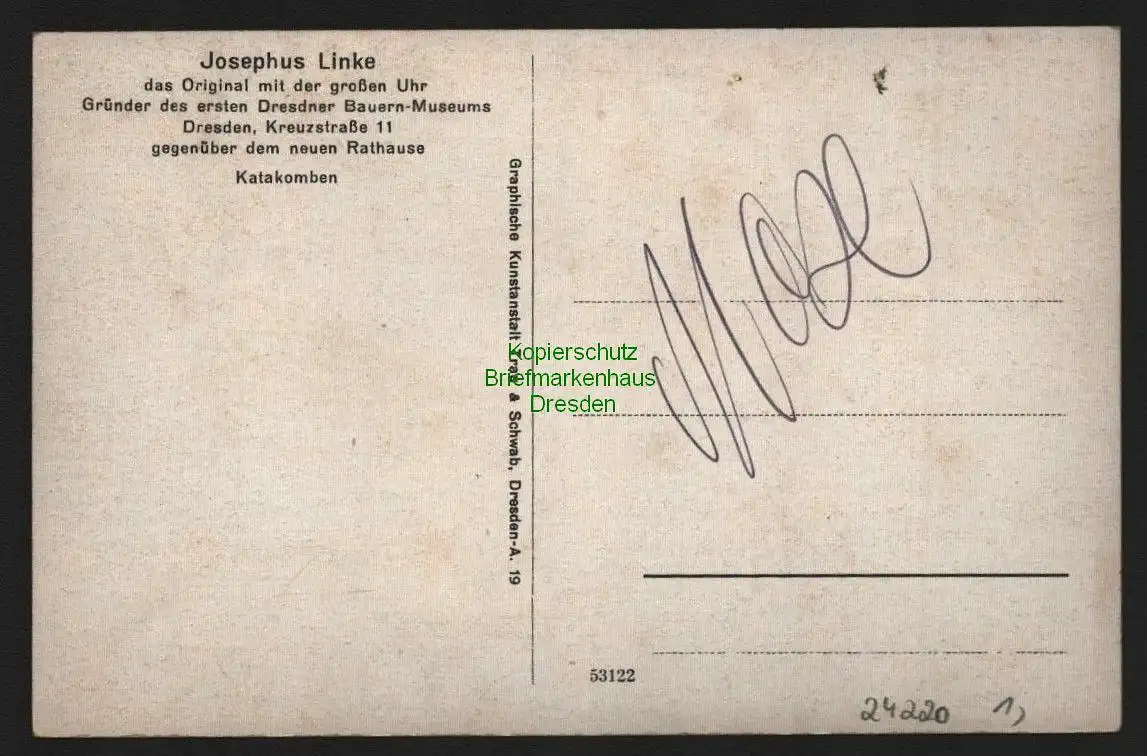 Josephus Linke
das Original mit der großen Uhr
Gründer des ersten Dresdner Bauern-Museums
Dresden, Kreuzstraße 11
gegenüber dem neuen Rathause
Katakomben
Graphische Kunstanstalt & Schwab, Dresden-A. 19
Kopierschutz
Briefmarkenhaus
Dresden
53122
24220 1)